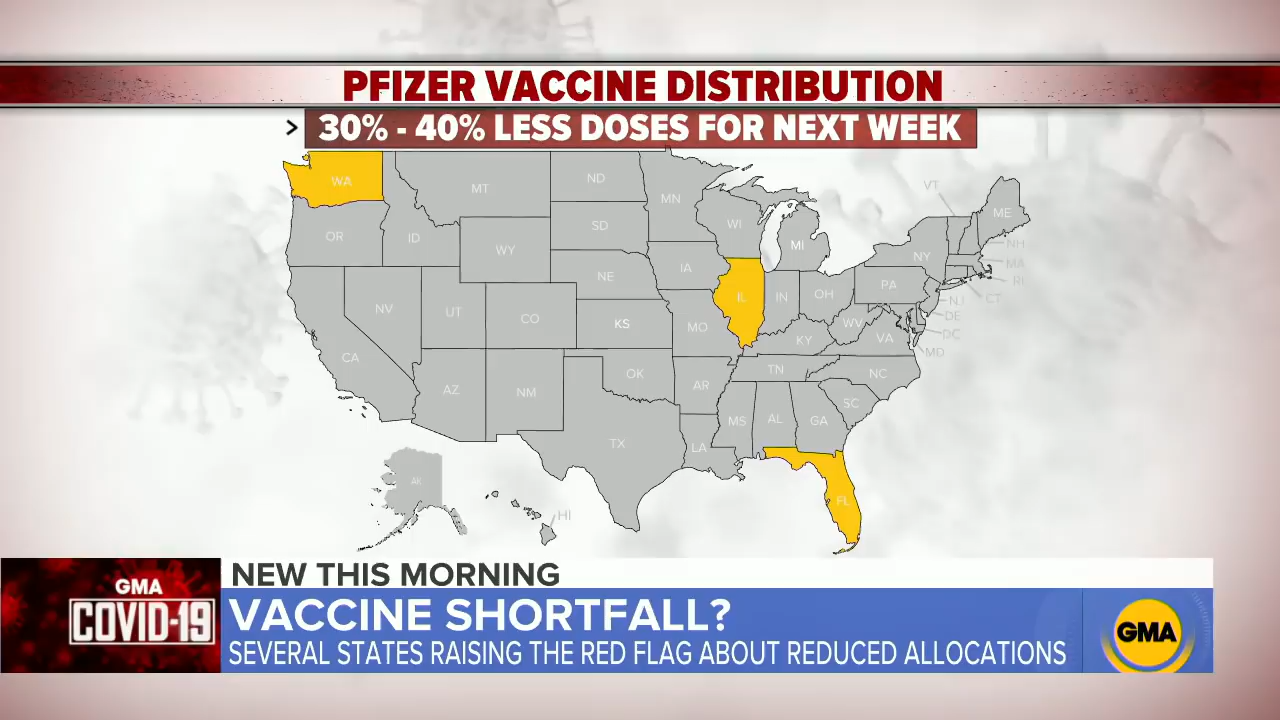 PFIZER VACCINE DISTRIBUTION
> 30% - 40% LESS DOSES FOR NEXT WEEK
WA
MT
ND
MN
VT
ME
OR
ID
SD
WI
MI
NY
NH
WY
IA
MA
NE
PA
RI
NV
UT
CO
IL
IN
OH
NJ
CT
KS
MO
WV
DE
CA
KY
VA
DC
MD
AZ
NM
OK
AR
TN
NC
SC
TX
LA
MS
AL
GA
AK
HI
FL
NEW THIS MORNING
GMA
COVID-19
VACCINE SHORTFALL?
SEVERAL STATES RAISING THE RED FLAG ABOUT REDUCED ALLOCATIONS
GMA